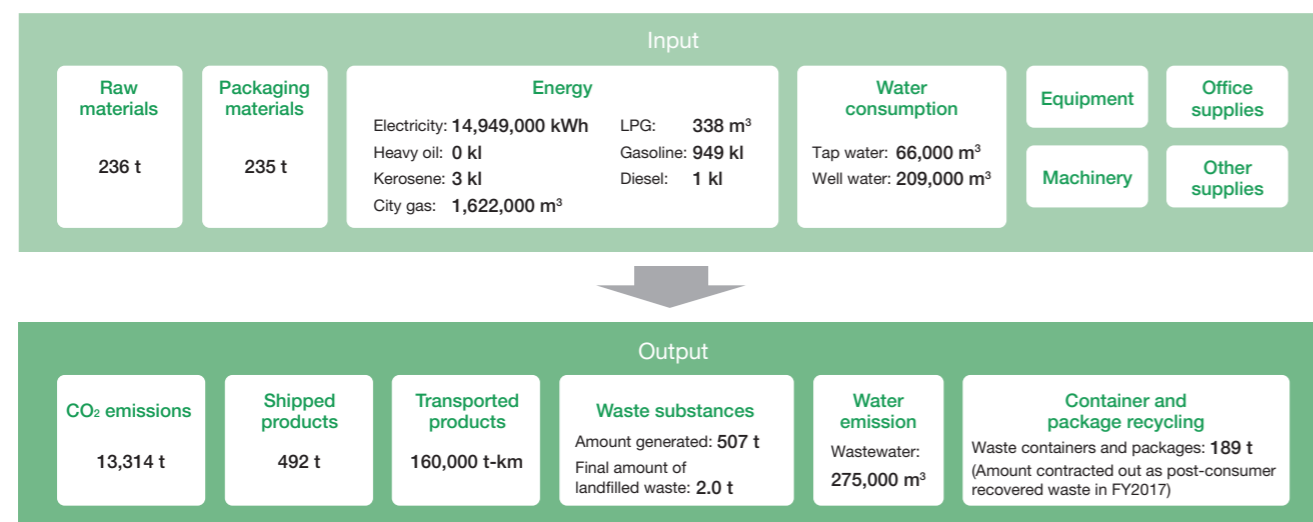 Input
Raw
materials
236 t
Packaging
materials
235 t
Energy
Electricity: 14,949,000 kWh
Heavy oil: 0 kl
Kerosene: 3 kl
City gas: 1,622,000 m³
LPG: 338 m³
Gasoline: 949 kl
Diesel: 1 kl
Water
consumption
Tap water: 66,000 m³
Well water: 209,000 m³
Equipment
Office
supplies
Machinery
Other
supplies
Output
CO₂ emissions
13,314 t
Shipped
products
492 t
Transported
products
160,000 t-km
Waste substances
Amount generated: 507 t
Final amount of
landfilled waste: 2.0 t
Water
emission
Wastewater:
275,000 m³
Container and
package recycling
Waste containers and packages: 189 t
(Amount contracted out as post-consumer
recovered waste in FY2017)